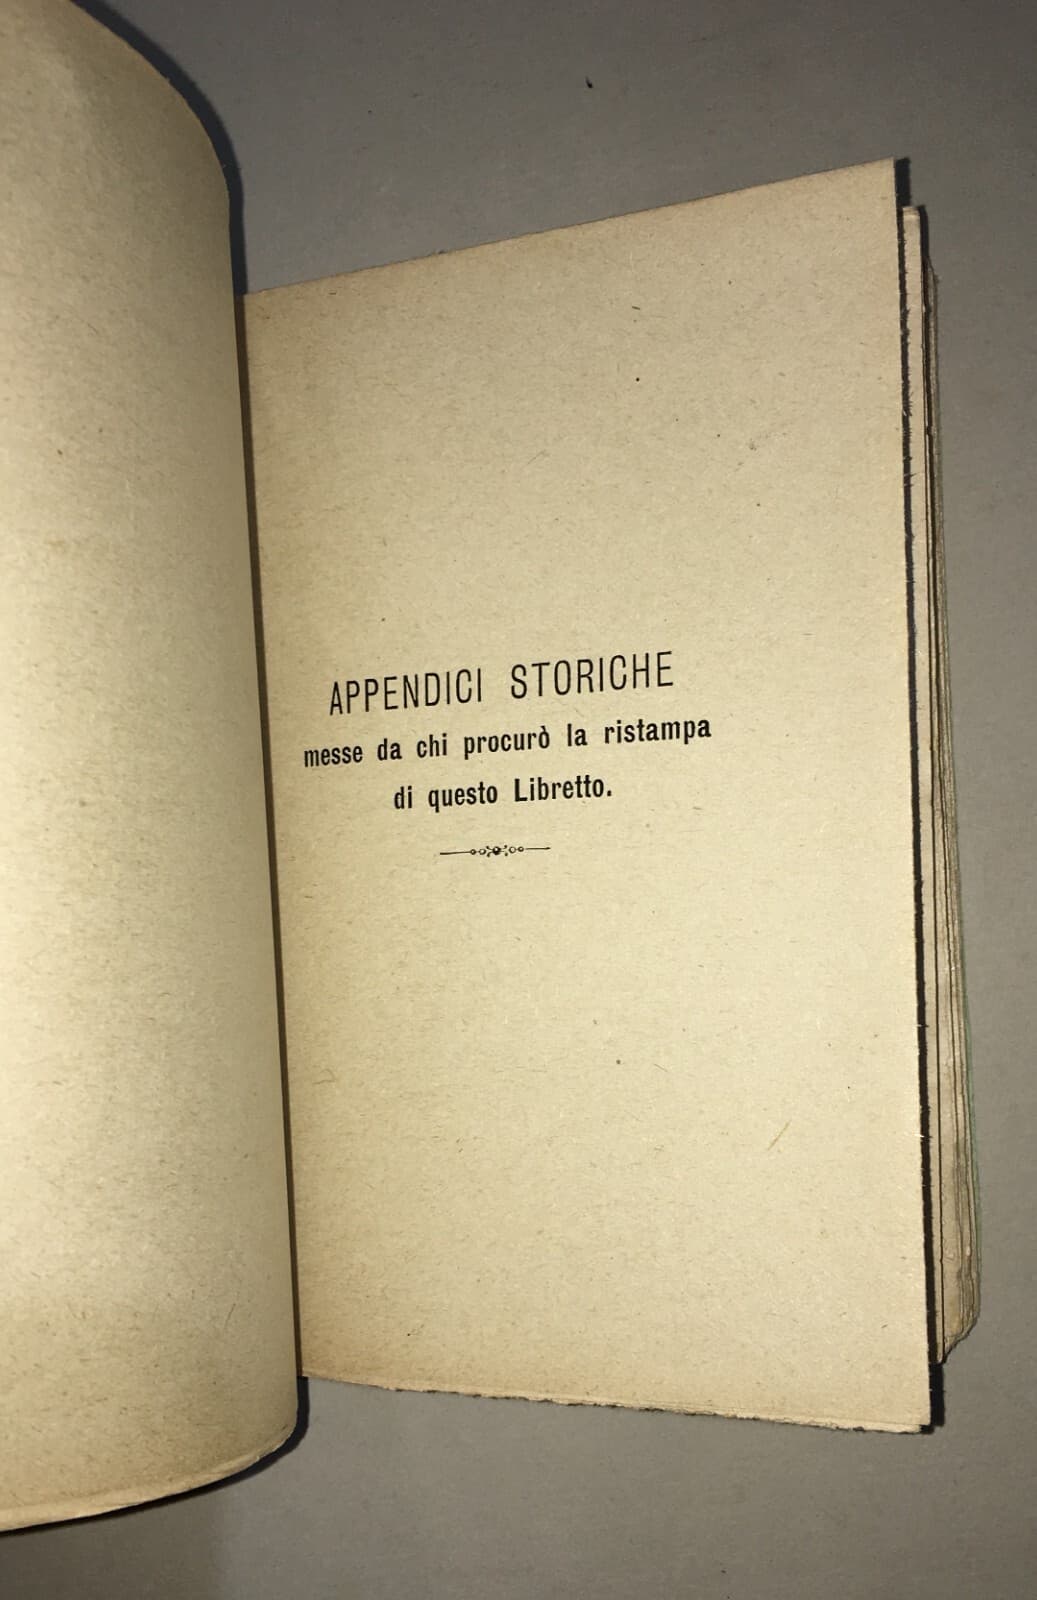 APPENDICI STORICHE
messe da chi procurò la ristampa
di questo Libretto.